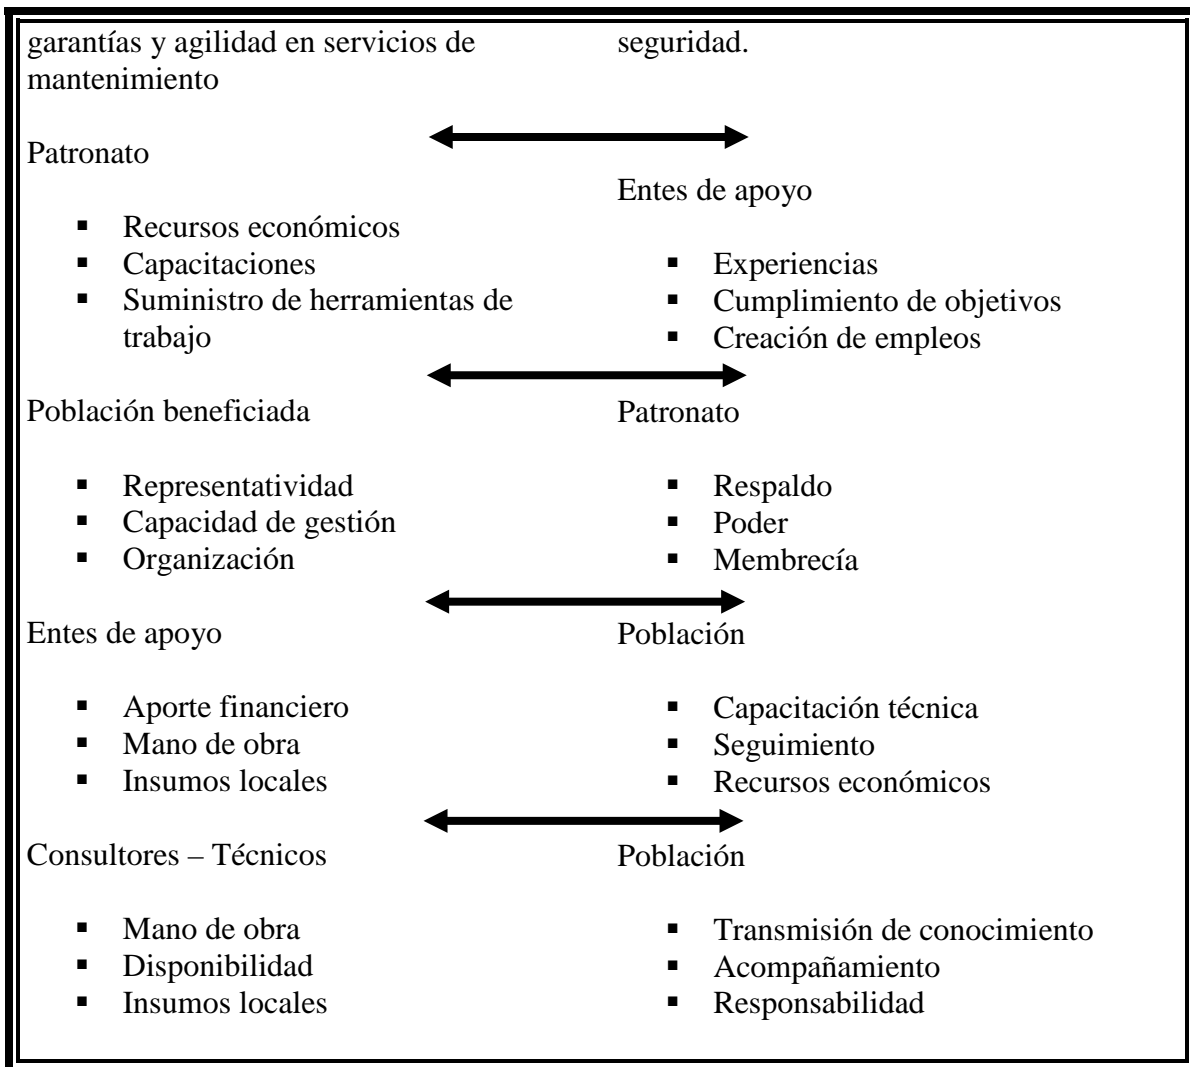 garantías y agilidad en servicios de
mantenimiento
seguridad.
Patronato
▪ Recursos económicos
▪ Capacitaciones
▪ Suministro de herramientas de
trabajo
Entes de apoyo
▪ Experiencias
▪ Cumplimiento de objetivos
▪ Creación de empleos
Población beneficiada
▪ Representatividad
▪ Capacidad de gestión
▪ Organización
Patronato
▪ Respaldo
▪ Poder
▪ Membrecía
Entes de apoyo
▪ Aporte financiero
▪ Mano de obra
▪ Insumos locales
Población
▪ Capacitación técnica
▪ Seguimiento
▪ Recursos económicos
Consultores – Técnicos
▪ Mano de obra
▪ Disponibilidad
▪ Insumos locales
Población
▪ Transmisión de conocimiento
▪ Acompañamiento
▪ Responsabilidad